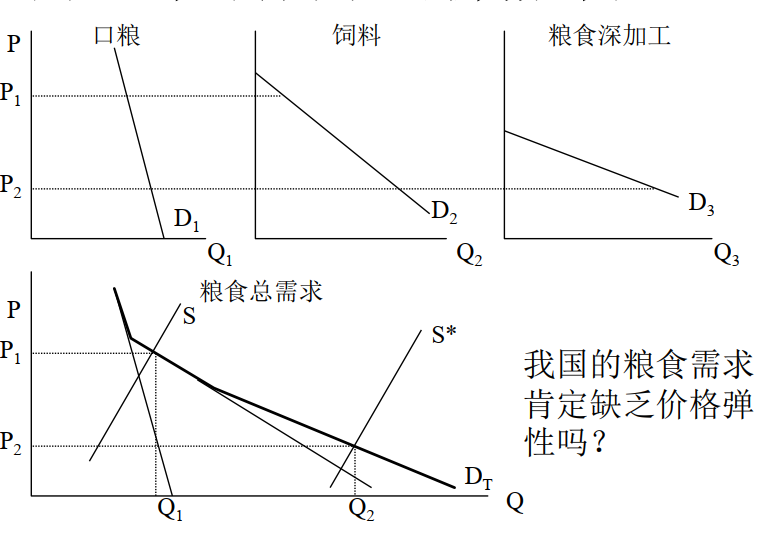 口粮
饲料
粮食深加工
P
P1
P2
D1
D2
D3
Q1
Q2
Q3
粮食总需求
P
S
S*
P1
P2
DT
Q1
Q2
Q
我国的粮食需求
肯定缺乏价格弹
性吗?